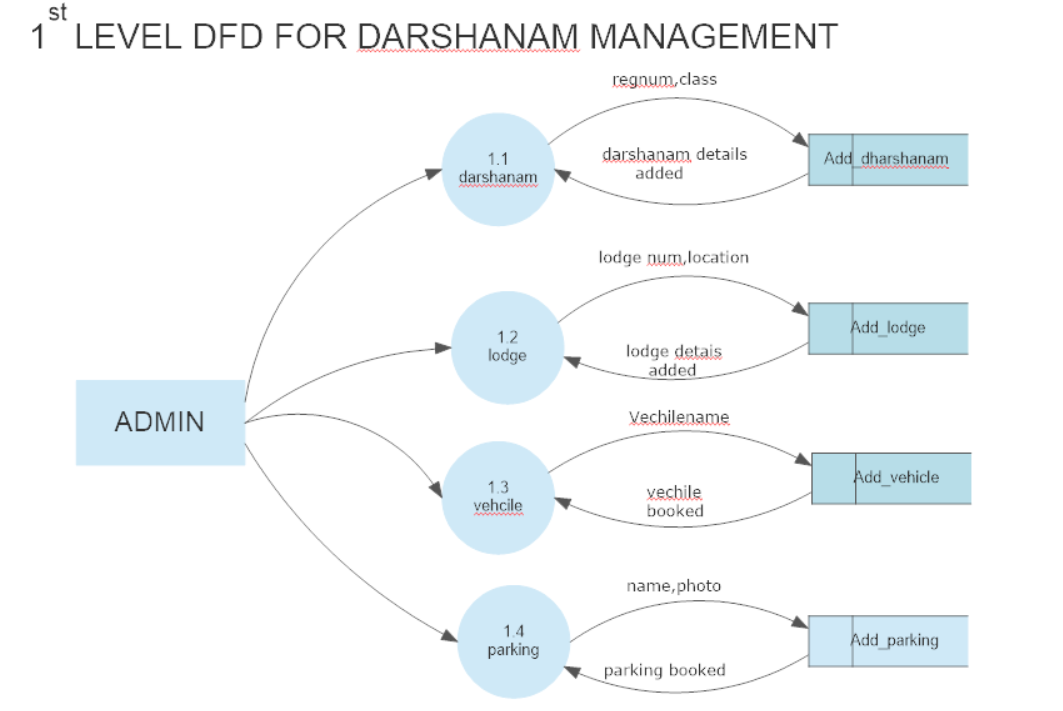 1st LEVEL DFD FOR DARSHANAM MANAGEMENT
regnum,class
1.1
darshanam
darshanam details
added
Add_dharshanam
lodge num,location
1.2
lodge
lodge detais
added
Add_lodge
ADMIN
Vechilename
1.3
vehcile
vechile
booked
Add_vehicle
name,photo
1.4
parking
parking booked
Add_parking